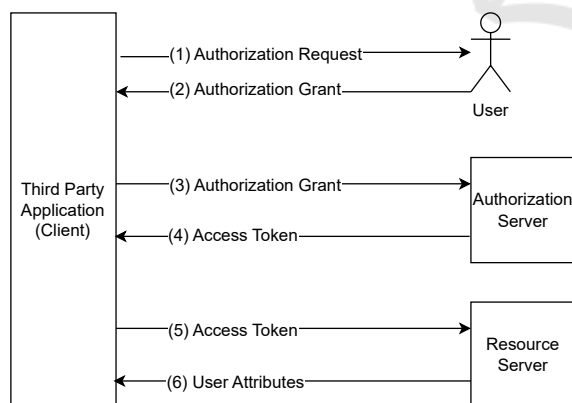 (1) Authorization Request
(2) Authorization Grant
User
Third Party
Application
(Client)
(3) Authorization Grant
(4) Access Token
Authorization
Server
(5) Access Token
(6) User Attributes
Resource
Server